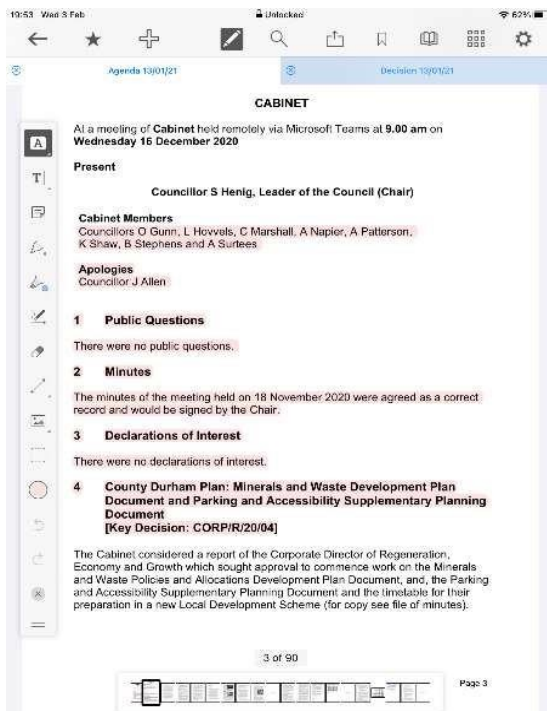 19:53 Wed 3 Feb
Unlocked
62%
Agenda 13/01/21
Decision 13/01/21
CABINET
At a meeting of Cabinet held remotely via Microsoft Teams at 9.00 am on
Wednesday 16 December 2020
Present
Councillor S Henig, Leader of the Council (Chair)
Cabinet Members
Councillors O Gunn, L Hovvels, C Marshall, A Napier, A Patterson,
K Shaw, B Stephens and A Surtees
Apologies
Councillor J Allen
1 Public Questions
There were no public questions.
2 Minutes
The minutes of the meeting held on 18 November 2020 were agreed as a correct
record and would be signed by the Chair.
3 Declarations of Interest
There were no declarations of interest.
4 County Durham Plan: Minerals and Waste Development Plan
Document and Parking and Accessibility Supplementary Planning
Document
[Key Decision: CORP/R/20/04]
The Cabinet considered a report of the Corporate Director of Regeneration,
Economy and Growth which sought approval to commence work on the Minerals
and Waste Policies and Allocations Development Plan Document, and, the Parking
and Accessibility Supplementary Planning Document and the timetable for their
preparation in a new Local Development Scheme (for copy see file of minutes).
3 of 90
Page 3
A
T